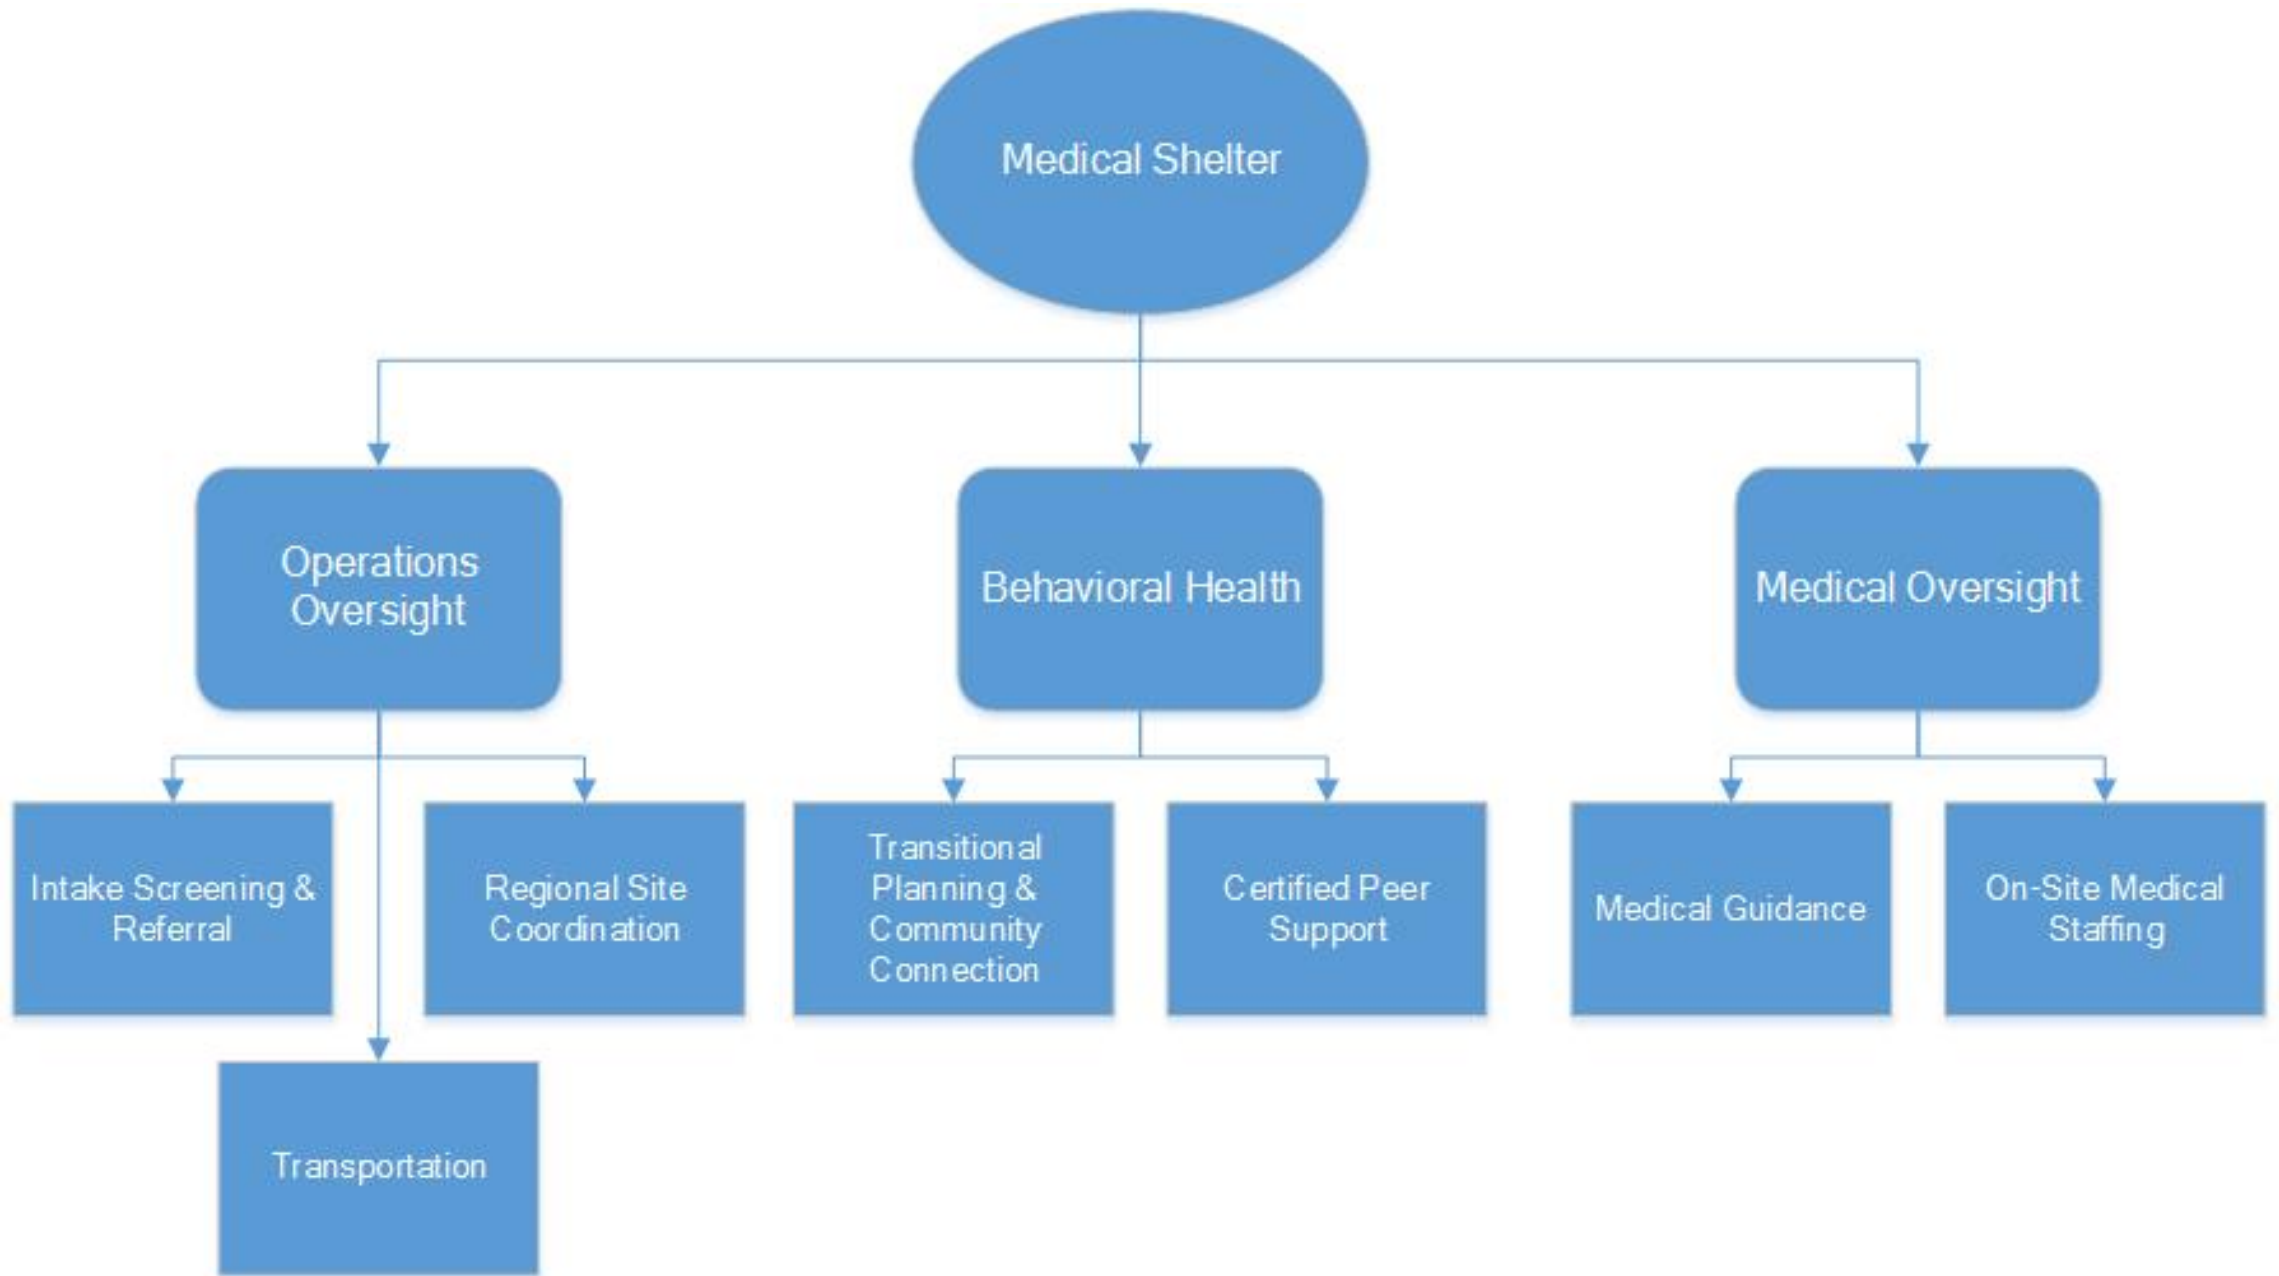 Medical Shelter
Operations
Oversight
Behavioral Health
Medical Oversight
Intake Screening &
Referral
Regional Site
Coordination
Transitional
Planning &
Community
Connection
Certified Peer
Support
Medical Guidance
On-Site Medical
Staffing
Transportation